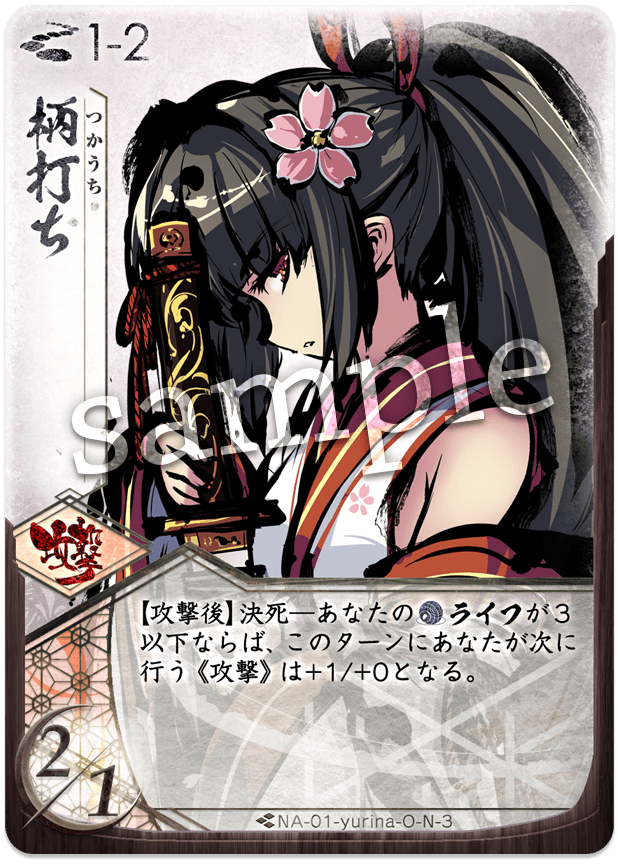 1-2
柄打ち
つかうち
sample
攻撃
【攻撃後】決死─あなたのライフが3
以下ならば、このターンにあなたが次に
行う《攻撃》は+1/+0となる。
2/1
NA-01-yurina-O-N-3